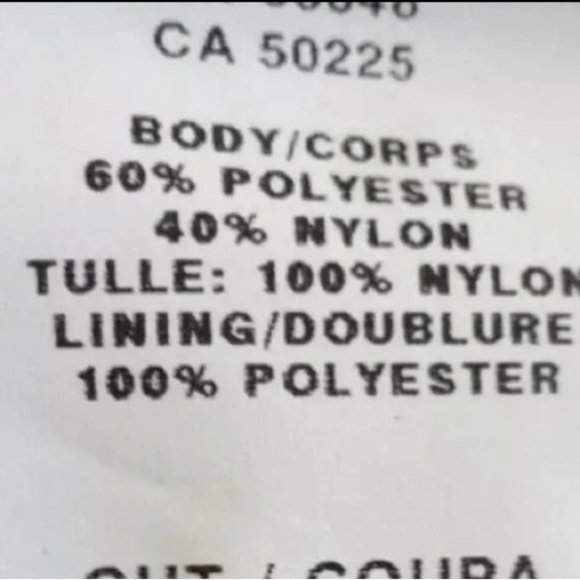 CA 50225
BODY/CORPS
60% POLYESTER
40% NYLON
TULLE: 100% NYLON
LINING/DOUBLURE
100% POLYESTER